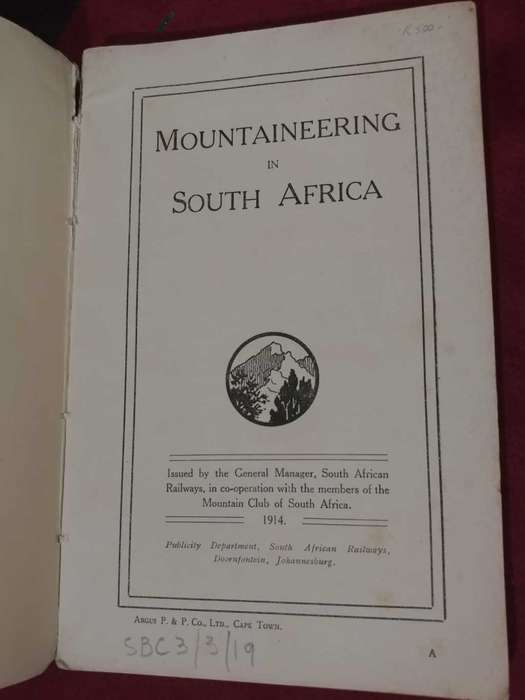 R500-
MOUNTAINEERING
IN
SOUTH AFRICA
Issued by the General Manager, South African
Railways, in co-operation with the members of the
Mountain Club of South Africa.
1914.
Publicity Department, South African Railways,
Doornfontein, Johannesburg.
ARGUS P. & P. CO., LTD., CAPE TOWN.
SBC3/3/19
A